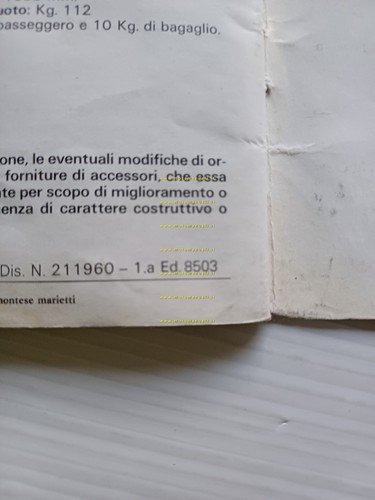 uoto: Kg. 112
passeggero e 10 Kg. di bagaglio.
one, le eventuali modifiche di or-
forniture di accessori, che essa
te per scopo di miglioramento o
enza di carattere costruttivo o
Dis. N. 211960 – 1.a Ed. 8503
montese marietti